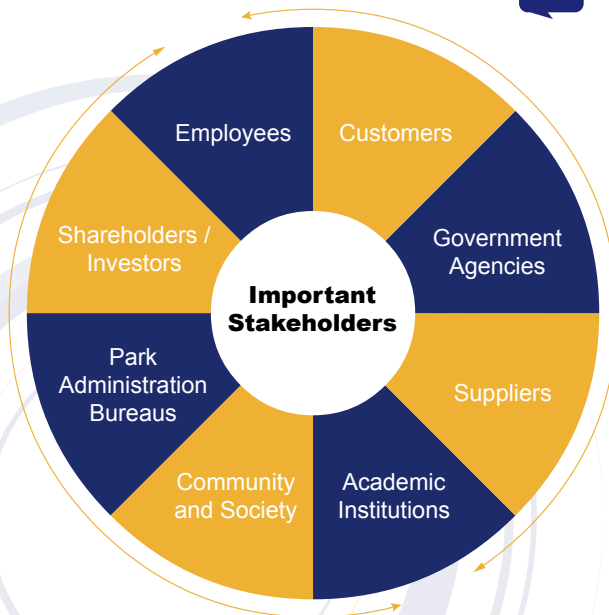 Employees
Customers
Shareholders /
Investors
Government
Agencies
Important
Stakeholders
Park
Administration
Bureaus
Suppliers
Community
and Society
Academic
Institutions